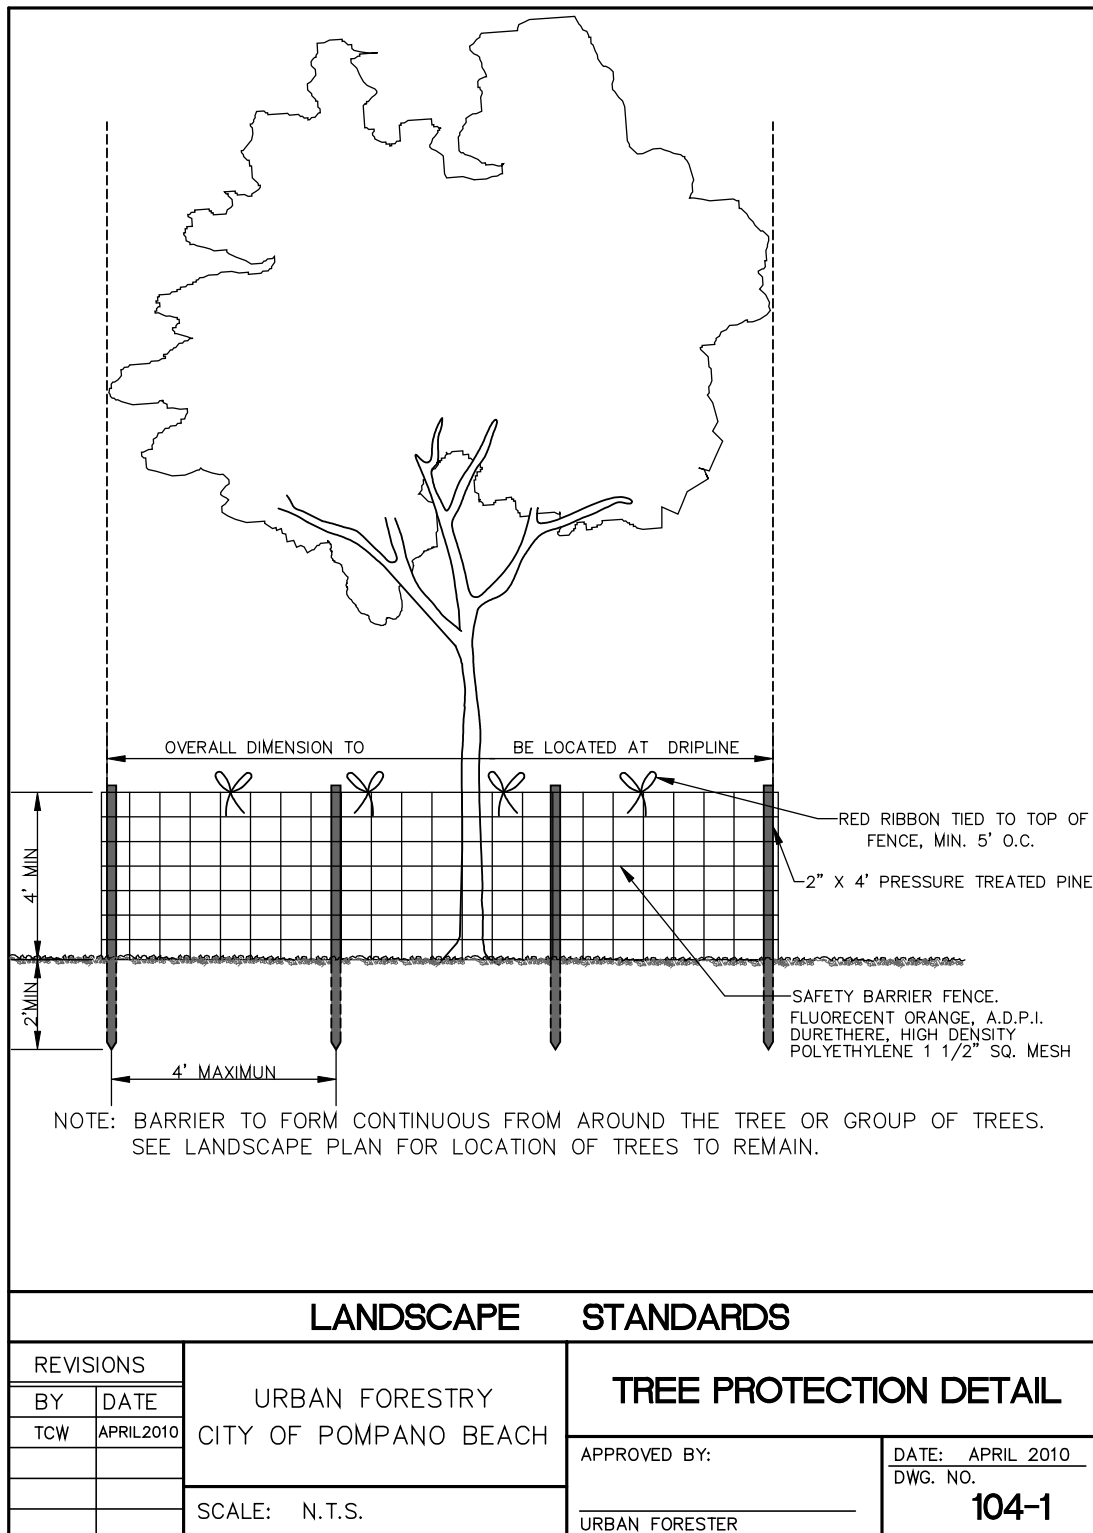 OVERALL DIMENSION TO BE LOCATED AT DRIPLINE
RED RIBBON TIED TO TOP OF
FENCE, MIN. 5' O.C.
2" X 4' PRESSURE TREATED PINE
4' MIN
2'MIN
SAFETY BARRIER FENCE.
FLUORECENT ORANGE, A.D.P.I.
DURETHERE, HIGH DENSITY
POLYETHYLENE 1 1/2" SQ. MESH
4' MAXIMUN
NOTE: BARRIER TO FORM CONTINUOUS FROM AROUND THE TREE OR GROUP OF TREES.
SEE LANDSCAPE PLAN FOR LOCATION OF TREES TO REMAIN.
LANDSCAPE STANDARDS
REVISIONS
BY DATE
TCW APRIL2010
URBAN FORESTRY
CITY OF POMPANO BEACH
SCALE: N.T.S.
TREE PROTECTION DETAIL
APPROVED BY:
URBAN FORESTER
DATE: APRIL 2010
DWG. NO.
104-1